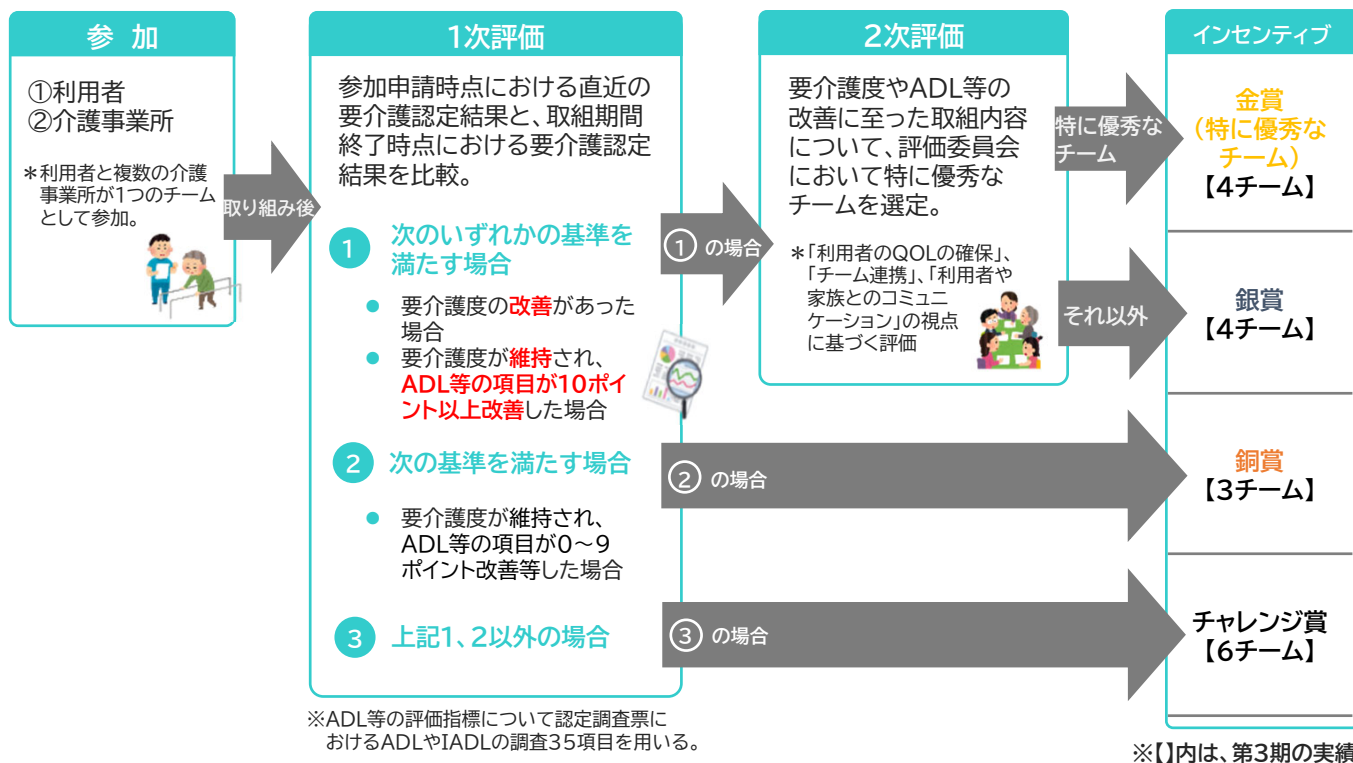 参 加
①利用者
②介護事業所
＊利用者と複数の介護
事業所が1つのチーム
として参加。
取り組み後
1次評価
参加申請時点における直近の
要介護認定結果と、取組期間
終了時点における要介護認定
結果を比較。
1 次のいずれかの基準を
満たす場合
● 要介護度の改善があった
場合
● 要介護度が維持され、
ADL等の項目が10ポイ
ント以上改善した場合
2 次の基準を満たす場合
● 要介護度が維持され、
ADL等の項目が0～9
ポイント改善等した場合
3 上記1、2以外の場合
※ADL等の評価指標について認定調査票に
おけるADLやIADLの調査35項目を用いる。
① の場合
② の場合
③ の場合
2次評価
要介護度やADL等の
改善に至った取組内容
について、評価委員会
において特に優秀な
チームを選定。
＊「利用者のQOLの確保」、
「チーム連携」、「利用者や
家族とのコミュニ
ケーション」の視点
に基づく評価
特に優秀な
チーム
それ以外
インセンティブ
金賞
（特に優秀な
チーム）
【4チーム】
銀賞
【4チーム】
銅賞
【3チーム】
チャレンジ賞
【6チーム】
※【】内は、第3期の実績